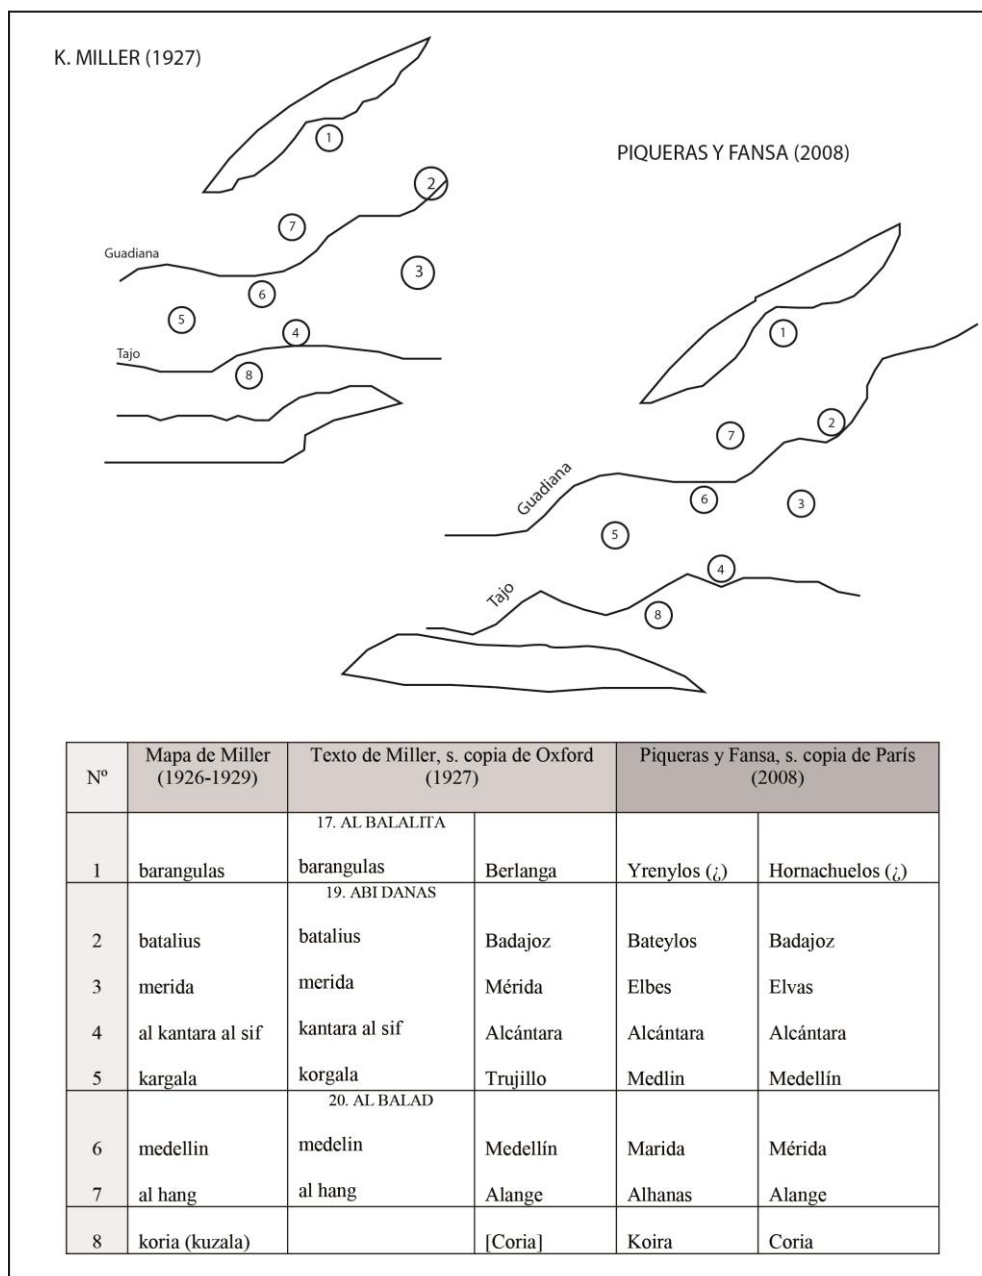 K. MILLER (1927)
1
PIQUERAS Y FANSA (2008)
2
7
Guadiana
3
6
5
4
1
Tajo
8
2
7
Guadiana
6
3
5
4
Tajo
8
Nº Mapa de Miller (1926-1929) Texto de Miller, s. copia de Oxford (1927) Piqueras y Fansa, s. copia de París (2008)
17. AL BALALITA
1 barangulas barangulas Berlanga Yrenylos (¿) Hornachuelos (¿)
19. ABI DANAS
2 batalius batalius Badajoz Bateylos Badajoz
3 merida merida Mérida Elbes Elvas
4 al kantara al sif kantara al sif Alcántara Alcántara Alcántara
5 kargala korgala Trujillo Medlin Medellín
20. AL BALAD
6 medellin medelin Medellín Marida Mérida
7 al hang al hang Alange Alhanas Alange
8 koria (kuzala) [Coria] Koira Coria